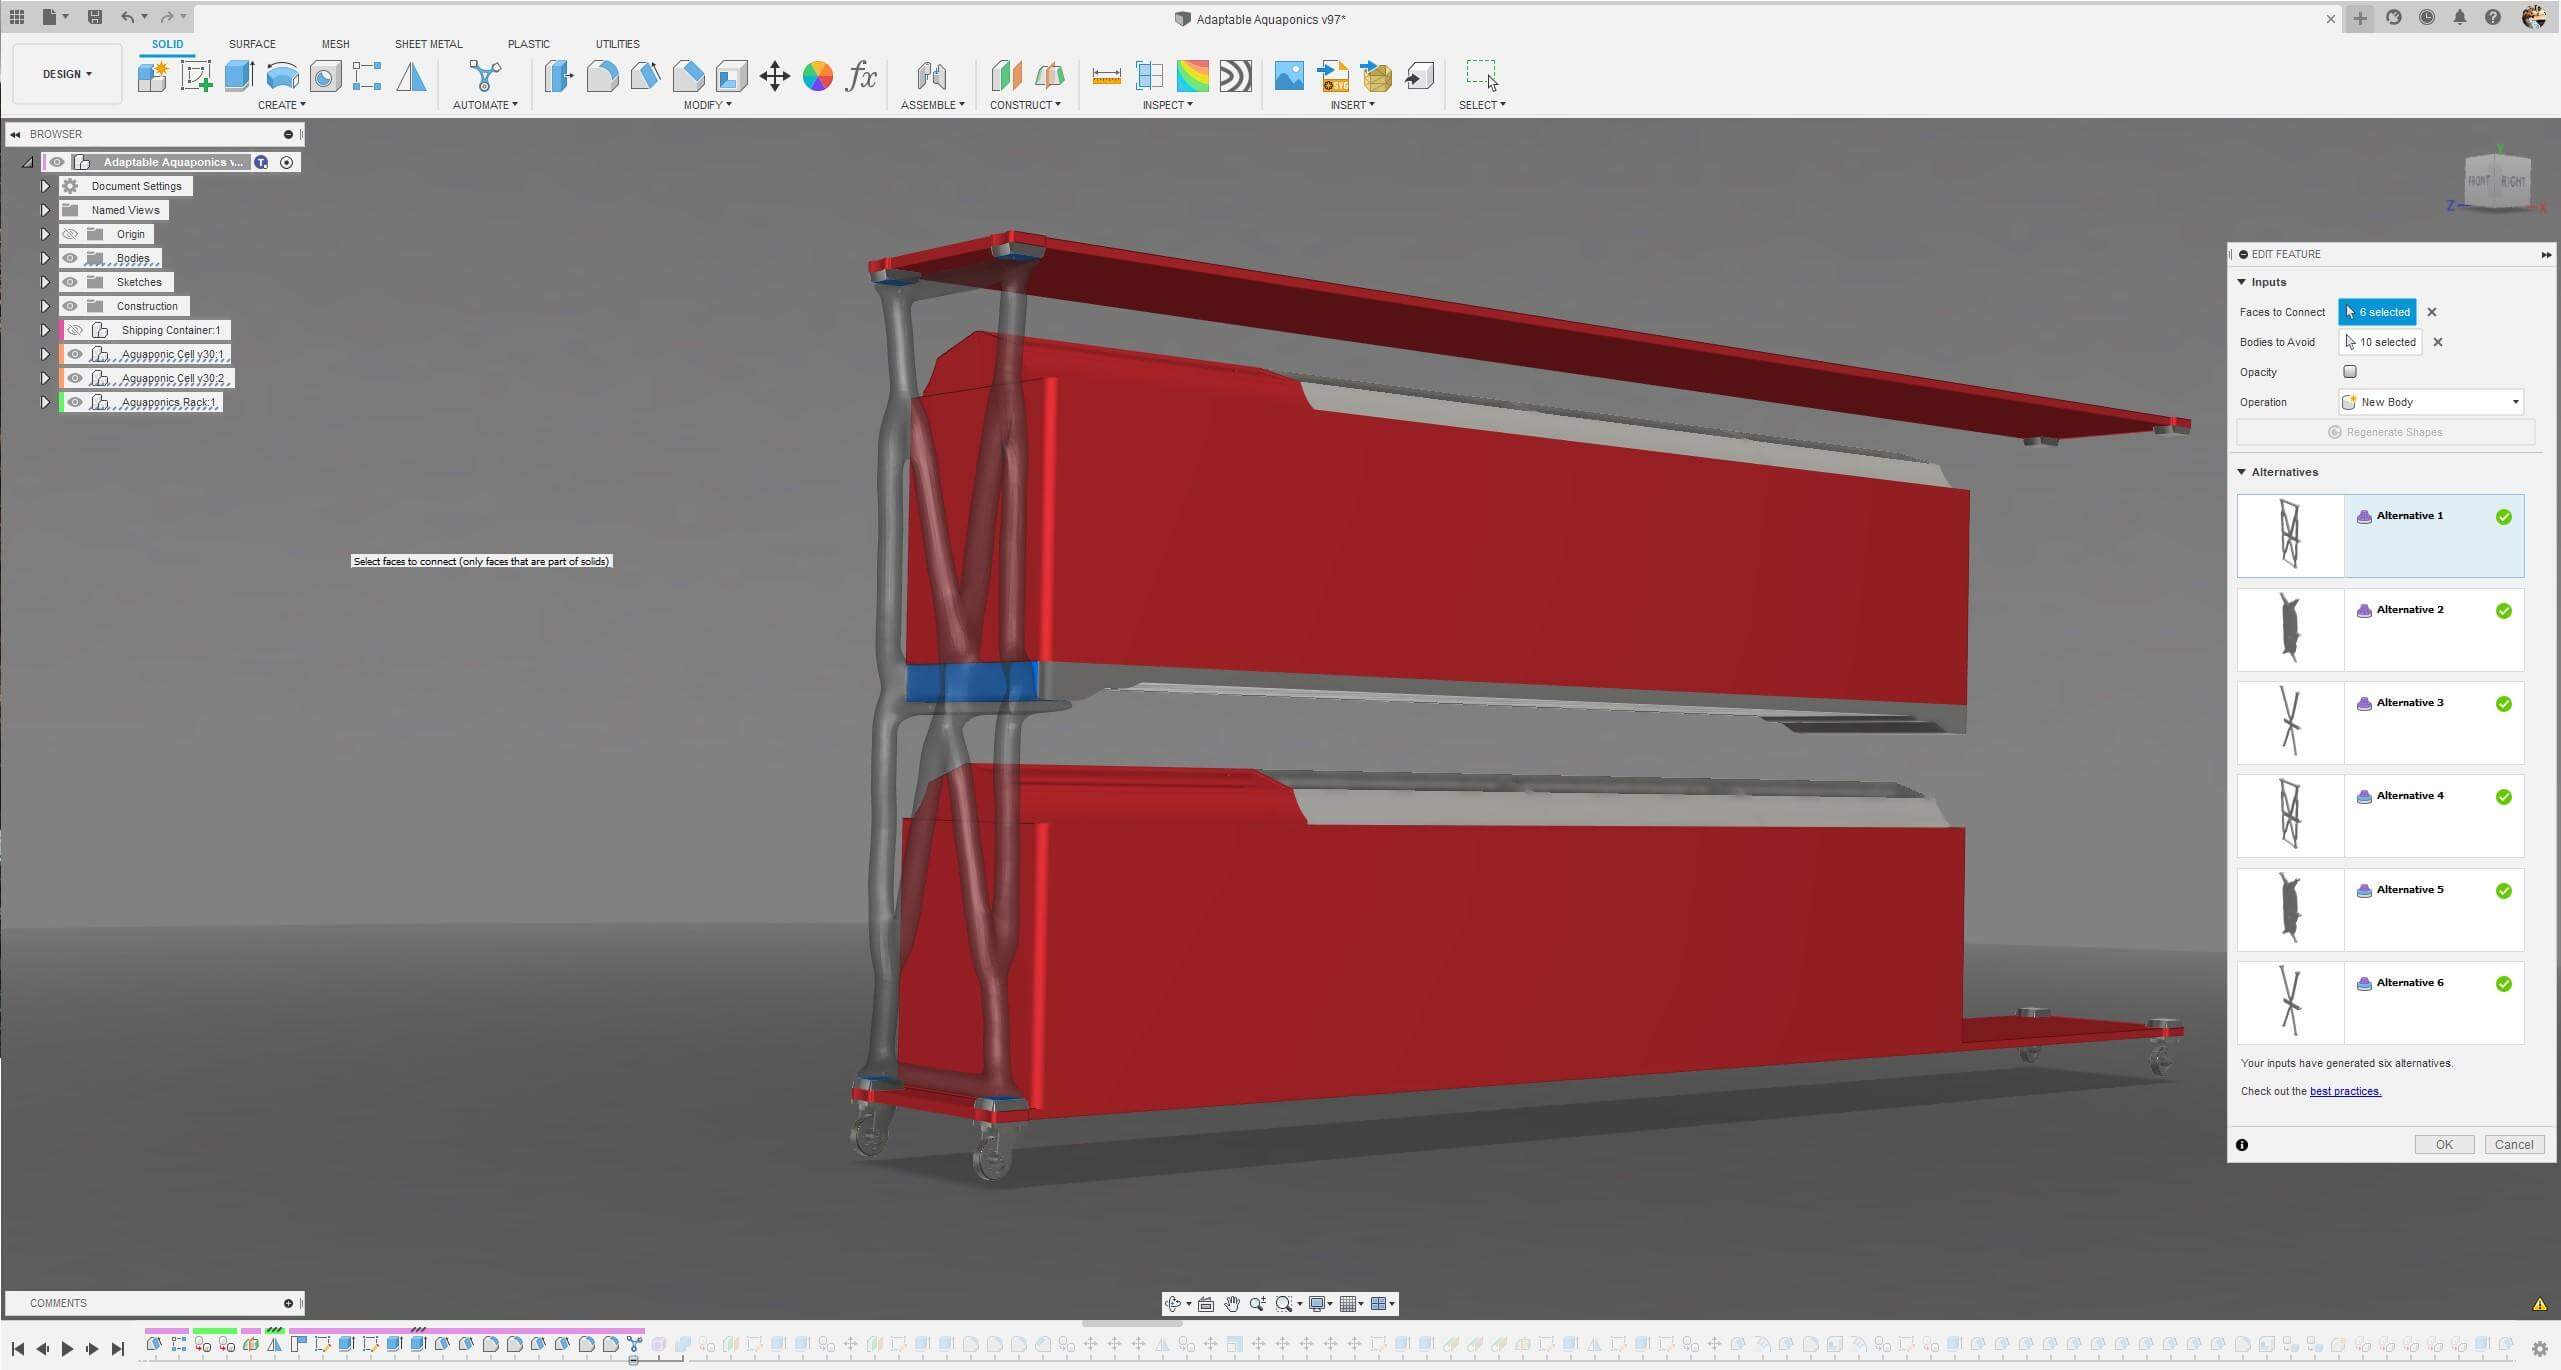 Adaptable Aquaponics v97*
DESIGN
SOLID SURFACE MESH SHEET METAL PLASTIC UTILITIES
fx
CREATE AUTOMATE MODIFY ASSEMBLE CONSTRUCT INSPECT INSERT SELECT
BROWSER
Adaptable Aquaponics v...
Document Settings
Named Views
Origin
Bodies
Sketches
Construction
Shipping Container:1
Aquaponic Cell v30:1
Aquaponic Cell v30:2
Aquaponics Rack:1
Select faces to connect (only faces that are part of solids)
Y
FRONT RIGHT
Z X
EDIT FEATURE
Inputs
Faces to Connect 6 selected
Bodies to Avoid 10 selected
Opacity
Operation New Body
Regenerate Shapes
Alternatives
Alternative 1
Alternative 2
Alternative 3
Alternative 4
Alternative 5
Alternative 6
Your inputs have generated six alternatives.
Check out the best practices.
OK Cancel
COMMENTS